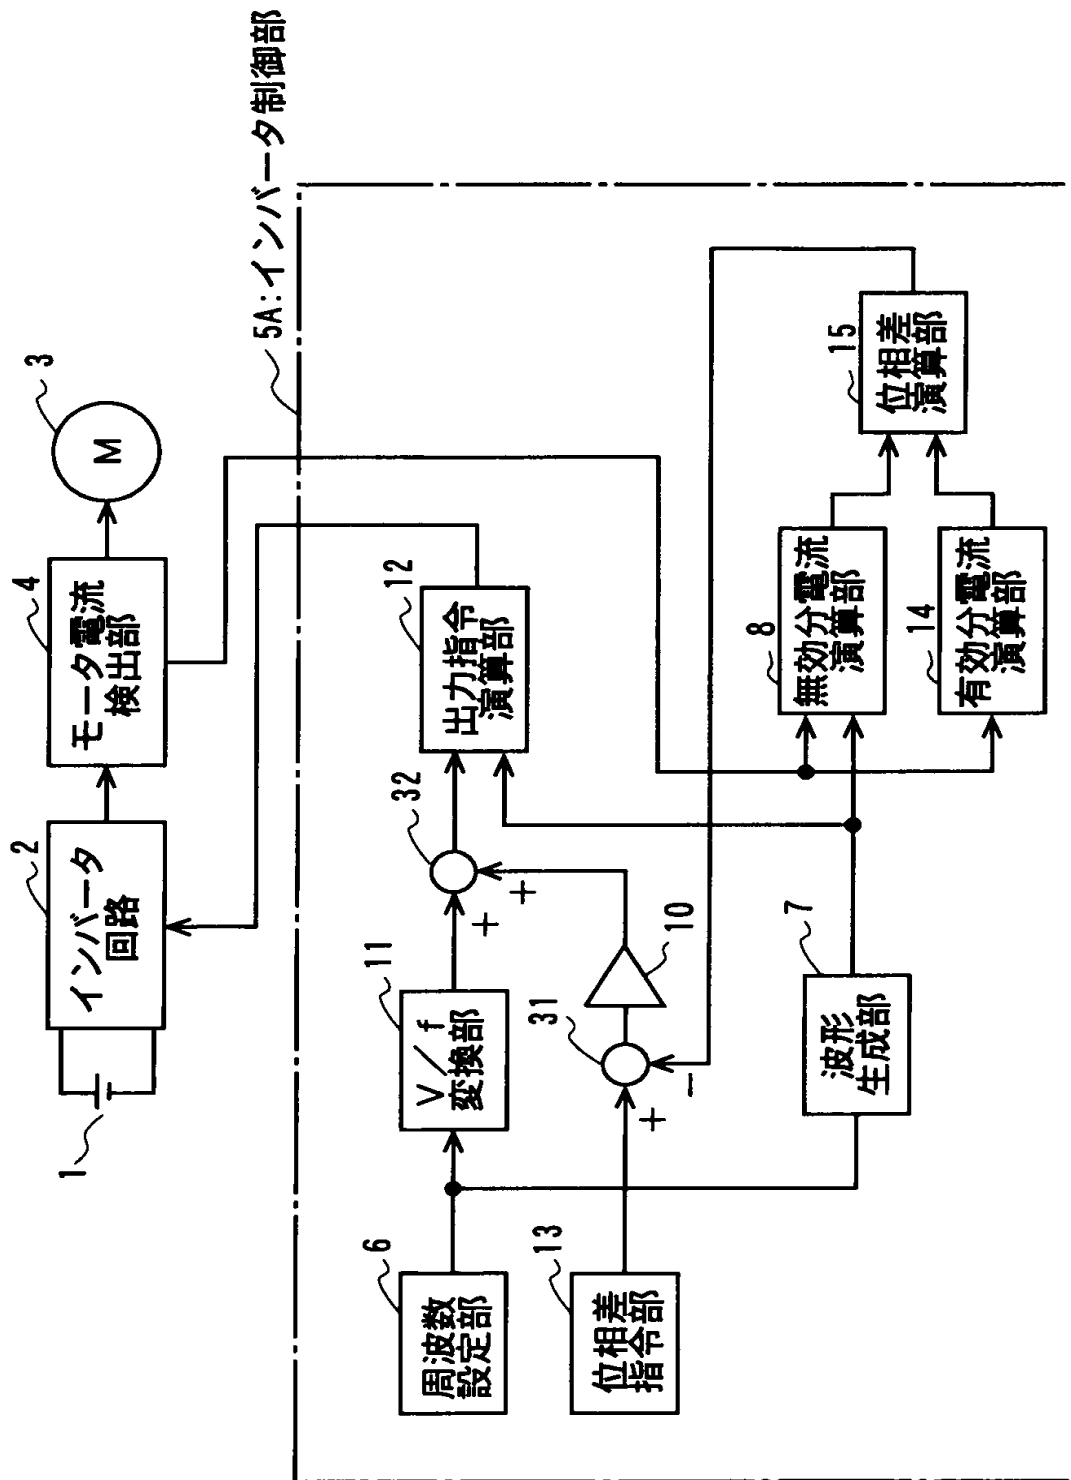 5A:インバータ制御部
1
2
インバータ
回路
4
モータ電流
検出部
3
M
6
周波数
設定部
11
V/f
変換部
+
+
32
12
出力指令
演算部
13
位相差
指令部
+
-
31
10
7
波形
生成部
8
無効分電流
演算部
14
有効分電流
演算部
15
位相差
演算部